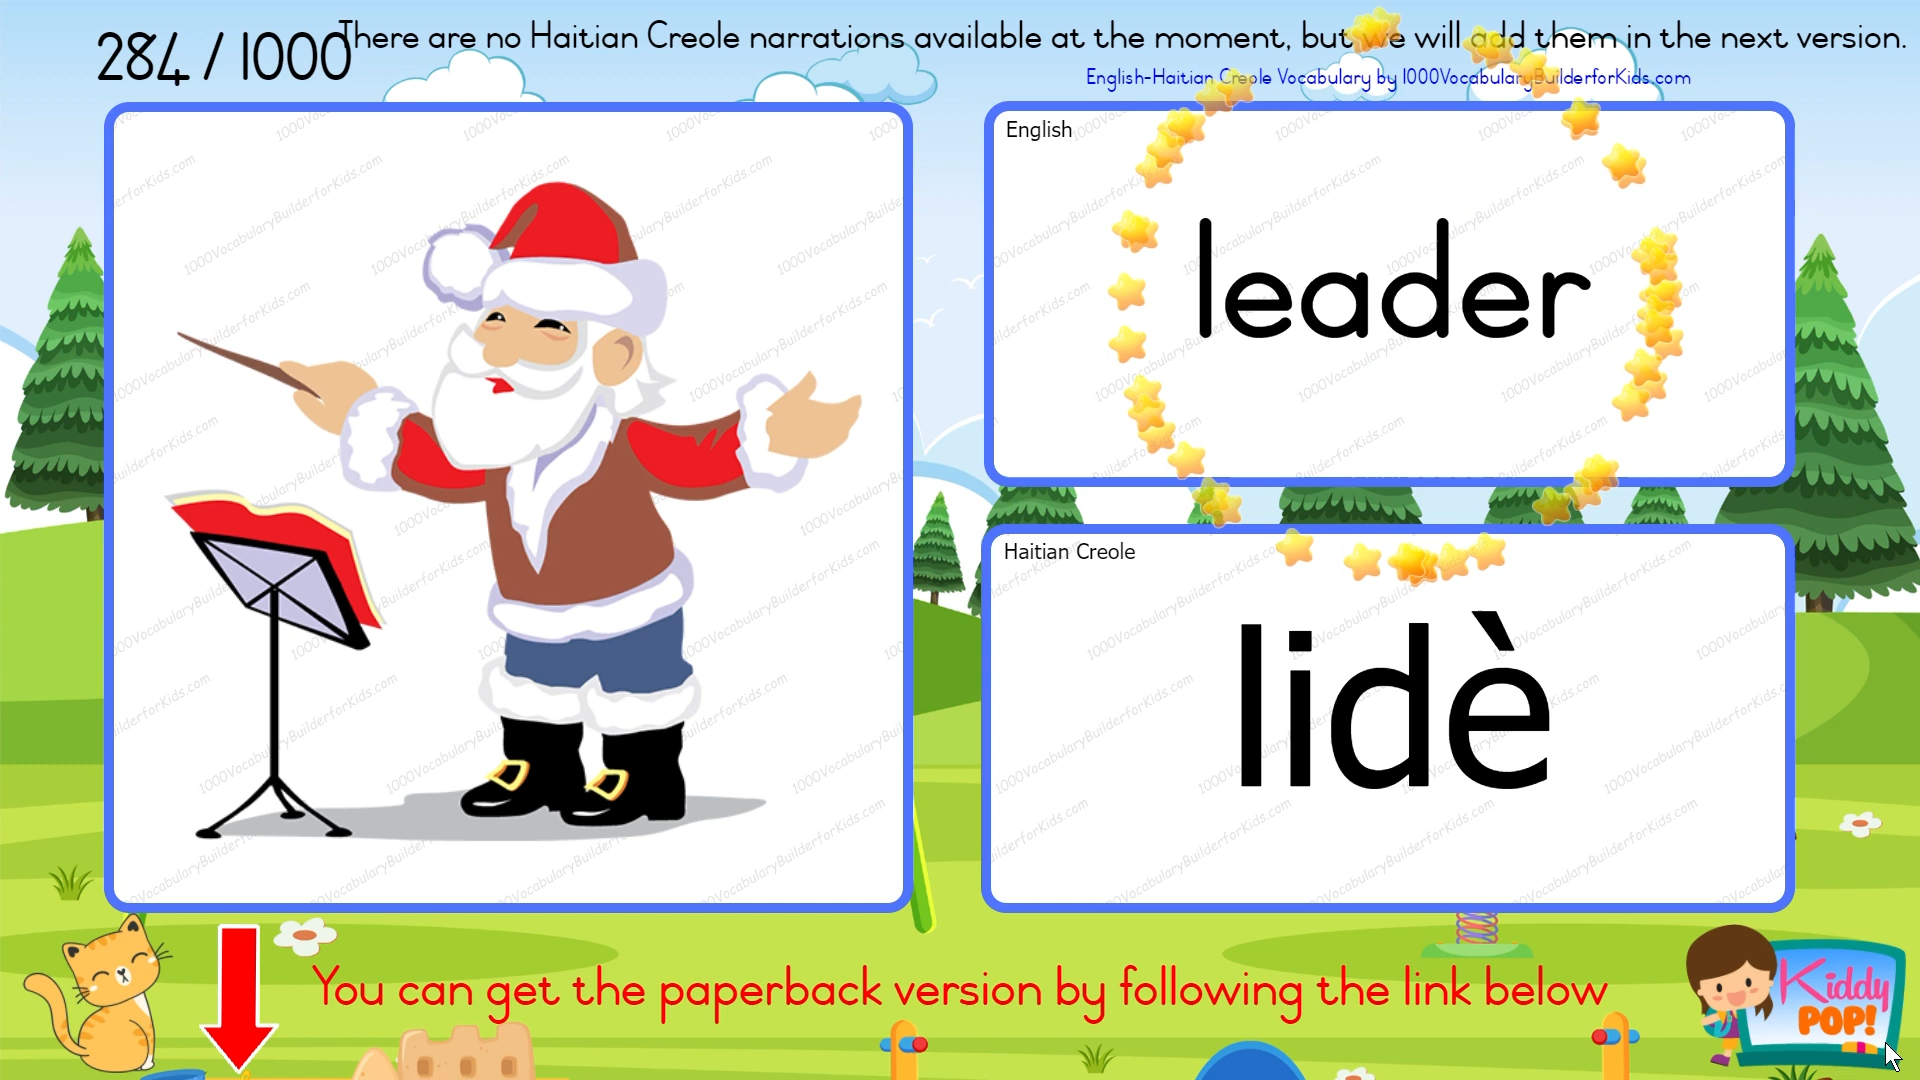 284 / 1000
There are no Haitian Creole narrations available at the moment, but we will add them in the next version.
English-Haitian Creole Vocabulary by 1000VocabularyBuilderforKids.com
English
leader
Haitian Creole
lidè
You can get the paperback version by following the link below
Kiddy
POP!
1000VocabularyBuilderforKids.com